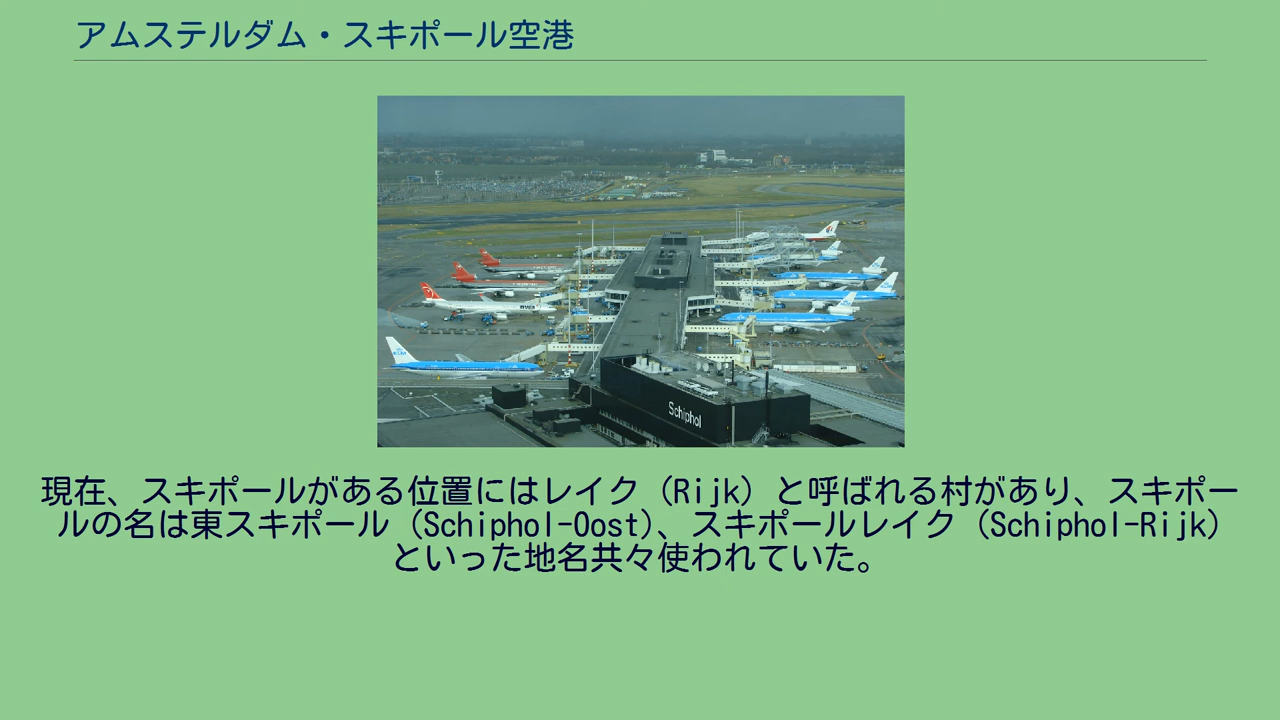 アムステルダム・スキポール空港
KLM
Schiphol
現在、スキポールがある位置にはレイク（Rijk）と呼ばれる村があり、スキポー
ルの名は東スキポール（Schiphol-Oost）、スキポールレイク（Schiphol-Rijk）
といった地名共々使われていた。